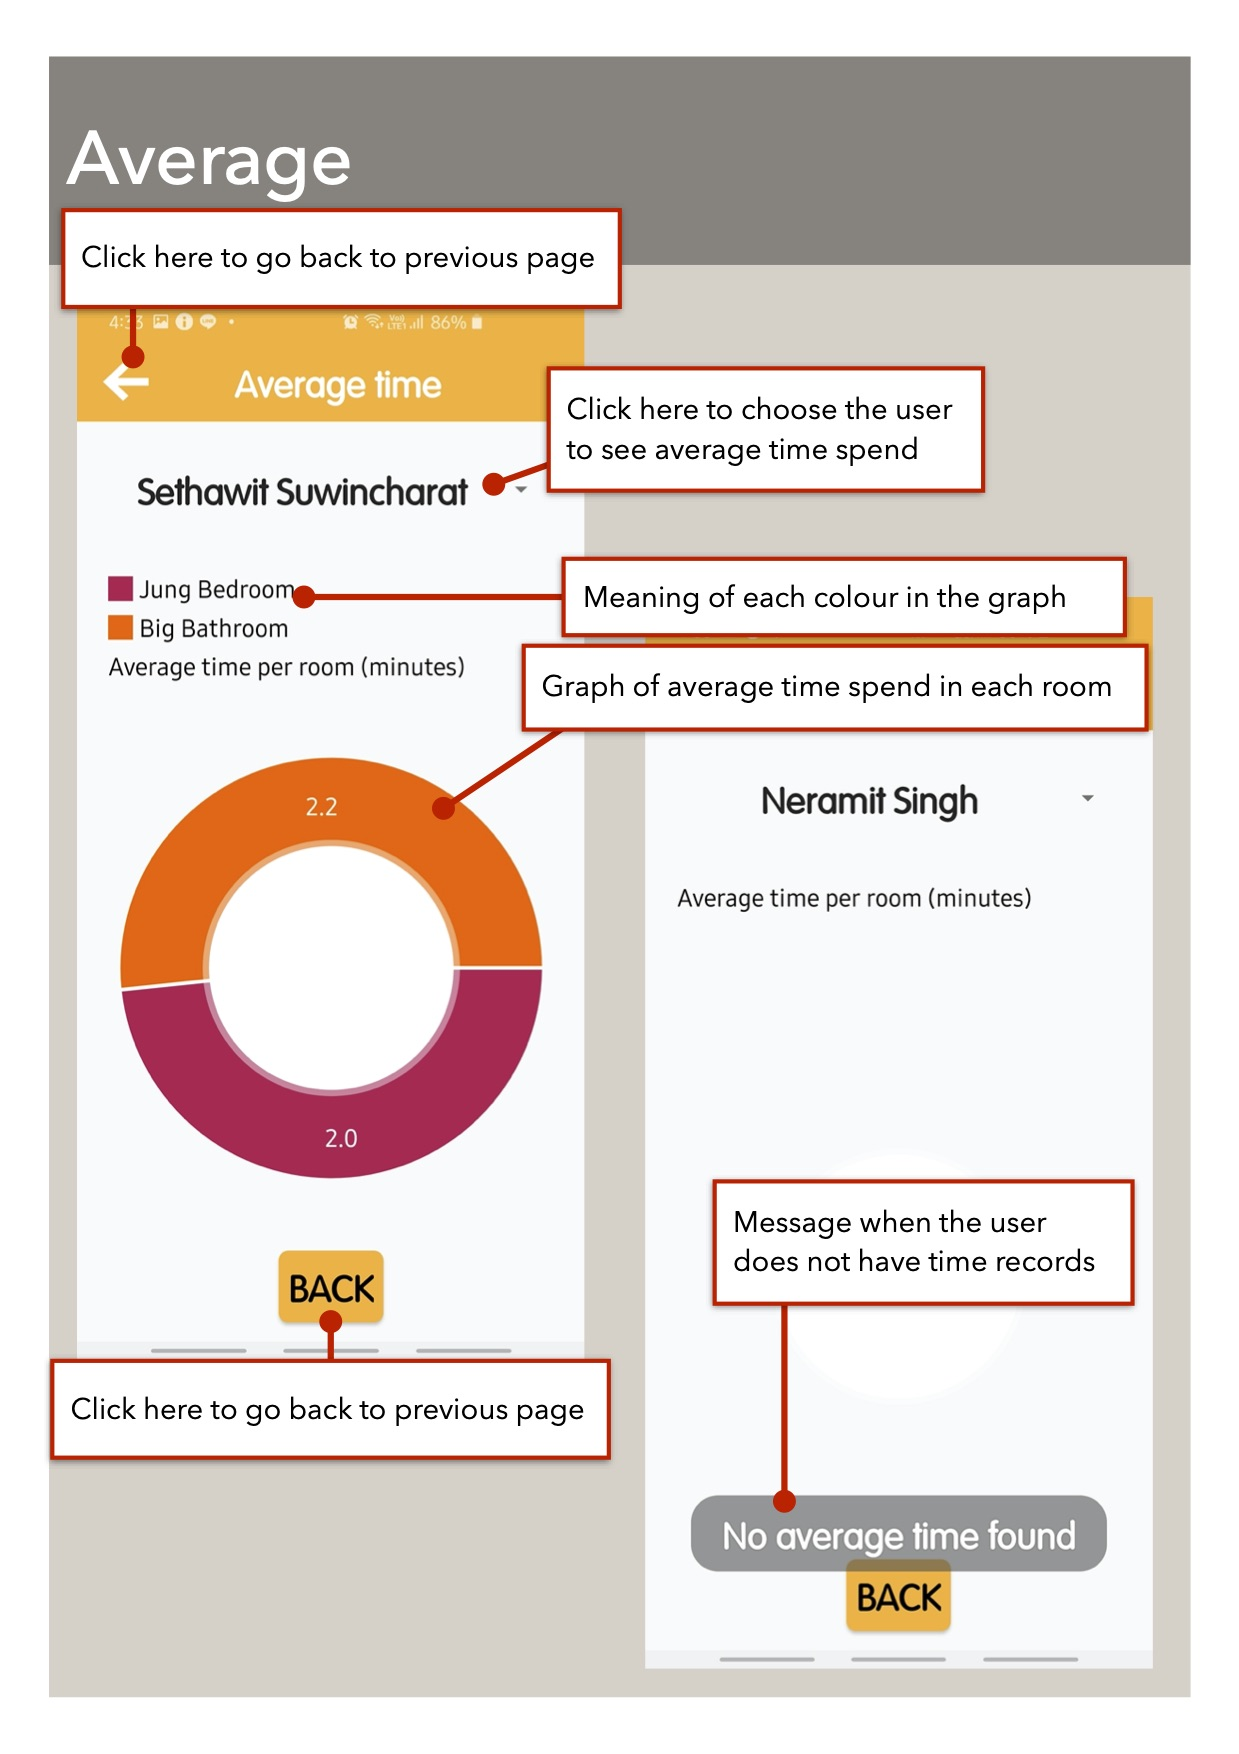 Average
Click here to go back to previous page
86%
Average time
Click here to choose the user
to see average time spend
Sethawit Suwincharat
Jung Bedroom
Meaning of each colour in the graph
Big Bathroom
Average time per room (minutes)
Graph of average time spend in each room
2.2
2.0
BACK
Click here to go back to previous page
Neramit Singh
Average time per room (minutes)
Message when the user
does not have time records
No average time found
BACK